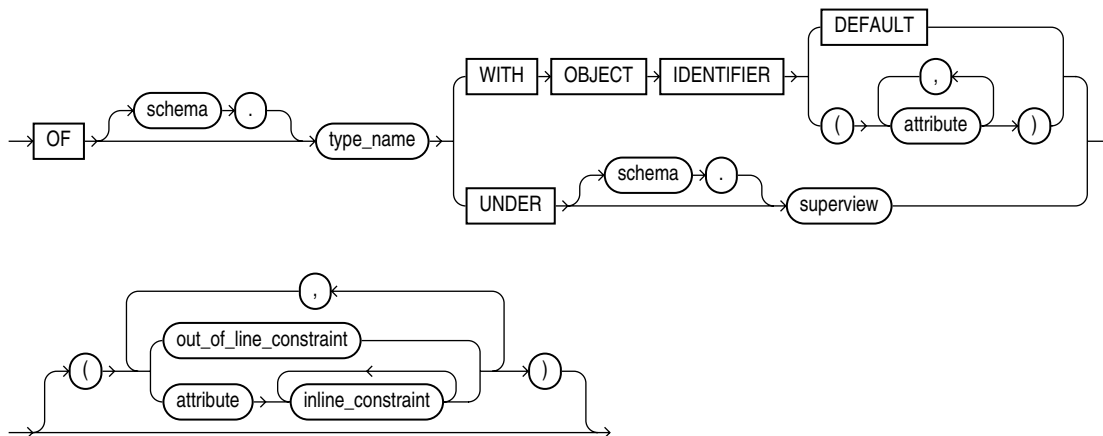 DEFAULT
,
WITH OBJECT IDENTIFIER
schema .
( attribute )
OF type_name
schema .
UNDER superview
,
out_of_line_constraint
( )
attribute inline_constraint